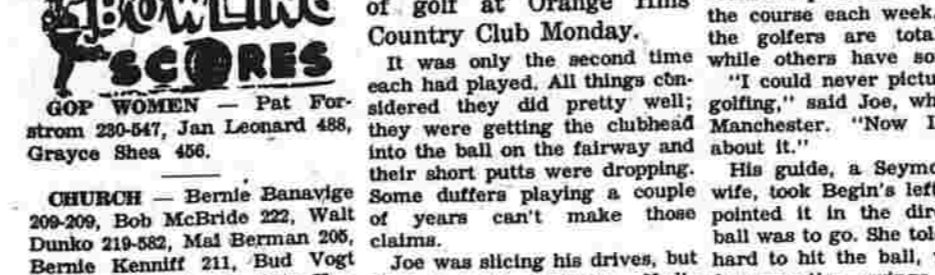 BOWLING
SCORES
GOP WOMEN — Pat For-
strom 230-547, Jan Leonard 488,
Grayce Shea 456.
CHURCH — Bernie Banavige
209-209, Bob McBride 222, Walt
Dunko 219-582, Mal Berman 205,
Bernie Kenniff 211, Bud Vogt
of golf at Orange Hills
Country Club Monday.
It was only the second time
each had played. All things con-
sidered they did pretty well;
they were getting the clubhead
into the ball on the fairway and
their short putts were dropping.
Some duffers playing a couple
of years can't make those
claims.
Joe was slicing his drives, but
the course each week.
the golfers are total
while others have so
"I could never pictu
golfing," said Joe, wh
Manchester. "Now I
about it."
His guide, a Seymo
wife, took Begin's left
pointed it in the dire
ball was to go. She tol
hard to hit the ball,